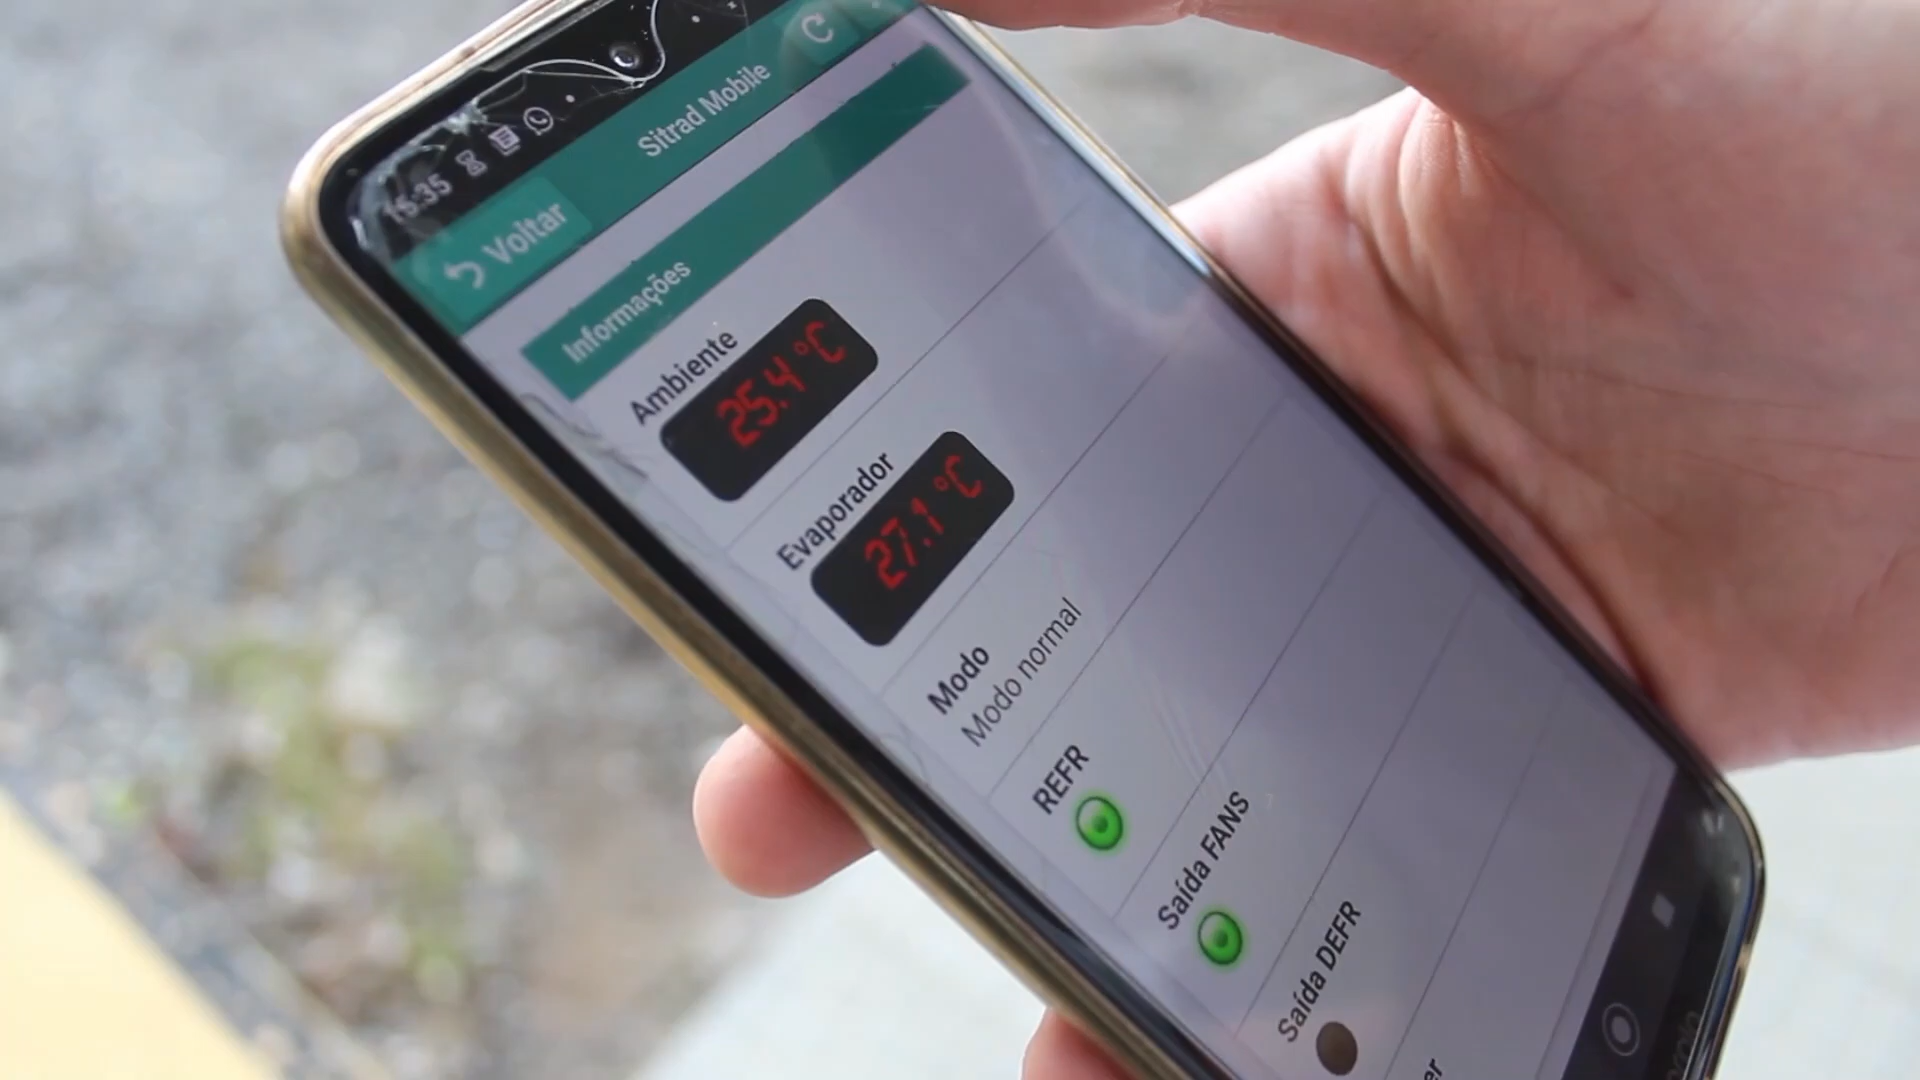 15:35
Voltar
Sitrad Mobile
Informações
Ambiente
25.4°C
Evaporador
27.1°C
Modo
Modo normal
REFR
Saída FANS
Saída DEFR